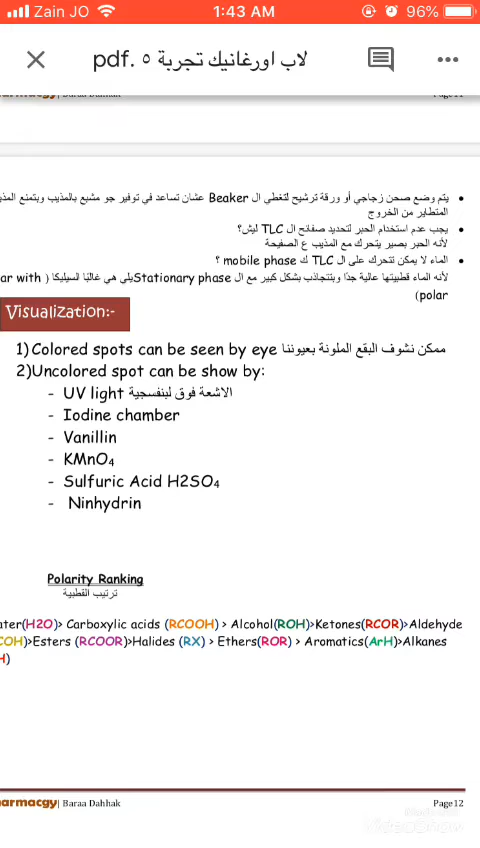 Zain JO
1:43 AM
96%
لاب اورغانيك تجربة ٥ .pdf
Baraa Dahhak
Page11
يتم وضع صحن زجاجي أو ورقة ترشيح لتغطي ال Beaker عشان تساعد في توفير جو مشبع بالمذيب وبتمنع
المتطاير من الخروج
يجب عدم استخدام الحبر لتحديد صفائح ال TLC ليش؟
لأنه الحبر بصير يتحرك مع المذيب ع الصفيحة
الماء لا يمكن تتحرك على ال TLC ك mobile phase ؟
لأنه الماء قطبيتها عالية جدًا وبتتجاذب بشكل كبير مع ال Stationary phase يلي هي غالبًا السيليكا ( ar with
polar)
Visualization:-
1) Colored spots can be seen by eye ممكن نشوف البقع الملونة بعيوننا
2)Uncolored spot can be show by:
- UV light الاشعة فوق لبنفسجية
- Iodine chamber
- Vanillin
- KMnO4
- Sulfuric Acid H2SO4
- Ninhydrin
Polarity Ranking
ترتيب القطبية
ater(H2O)> Carboxylic acids (RCOOH) > Alcohol(ROH)>Ketones(RCOR)>Aldehyde
COH)>Esters (RCOOR)>Halides (RX) > Ethers(ROR) > Aromatics(ArH)>Alkanes
H)
armacgy| Baraa Dahhak
Page12
VideoShow